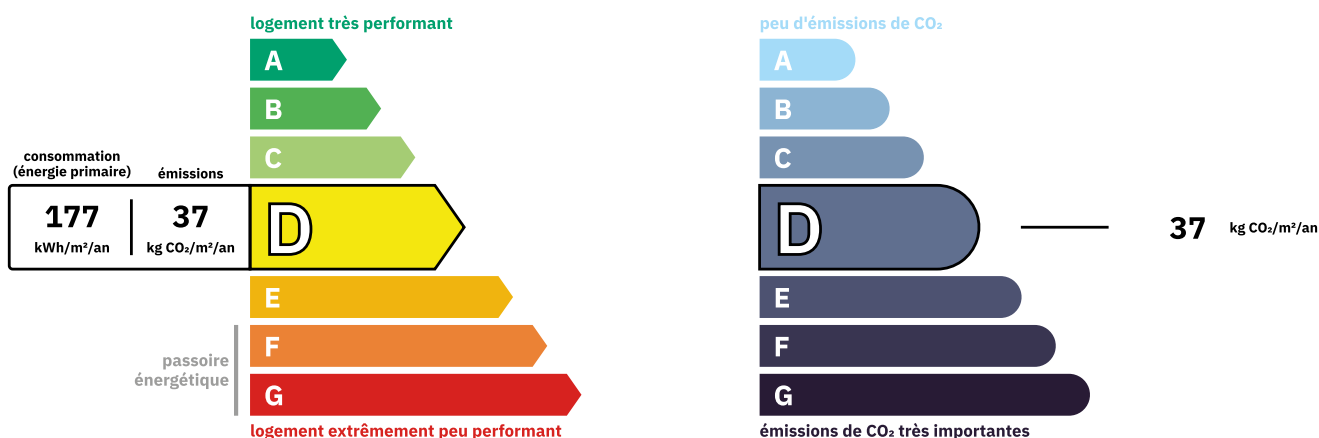 logement très performant
A
B
C
consommation
(énergie primaire)
émissions
177
kWh/m²/an
37
kg CO₂/m²/an
D
E
F
G
passoire
énergétique
logement extrêmement peu performant
peu d'émissions de CO₂
A
B
C
D
37 kg CO₂/m²/an
E
F
G
émissions de CO₂ très importantes